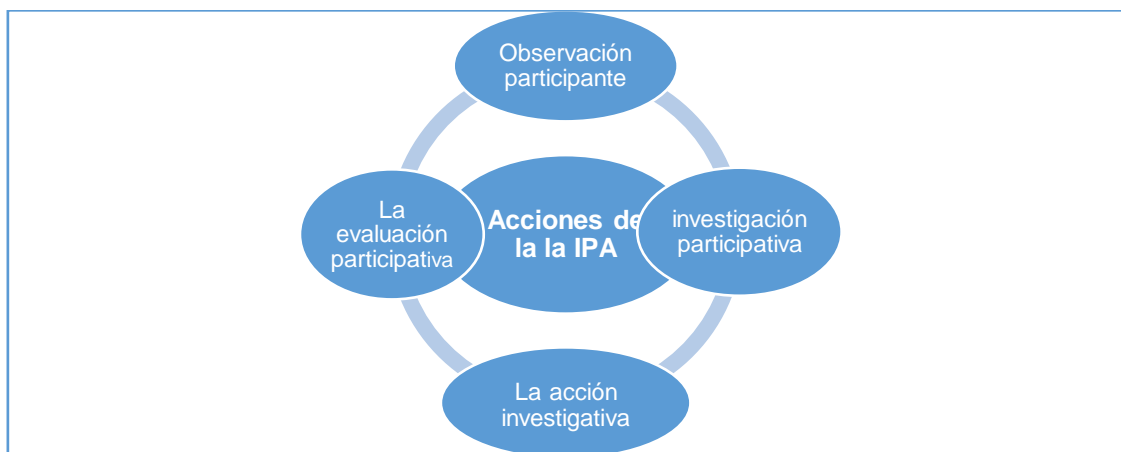 Observación
participante
La
evaluación
participativa
Acciones de
la la IPA
investigación
participativa
La acción
investigativa